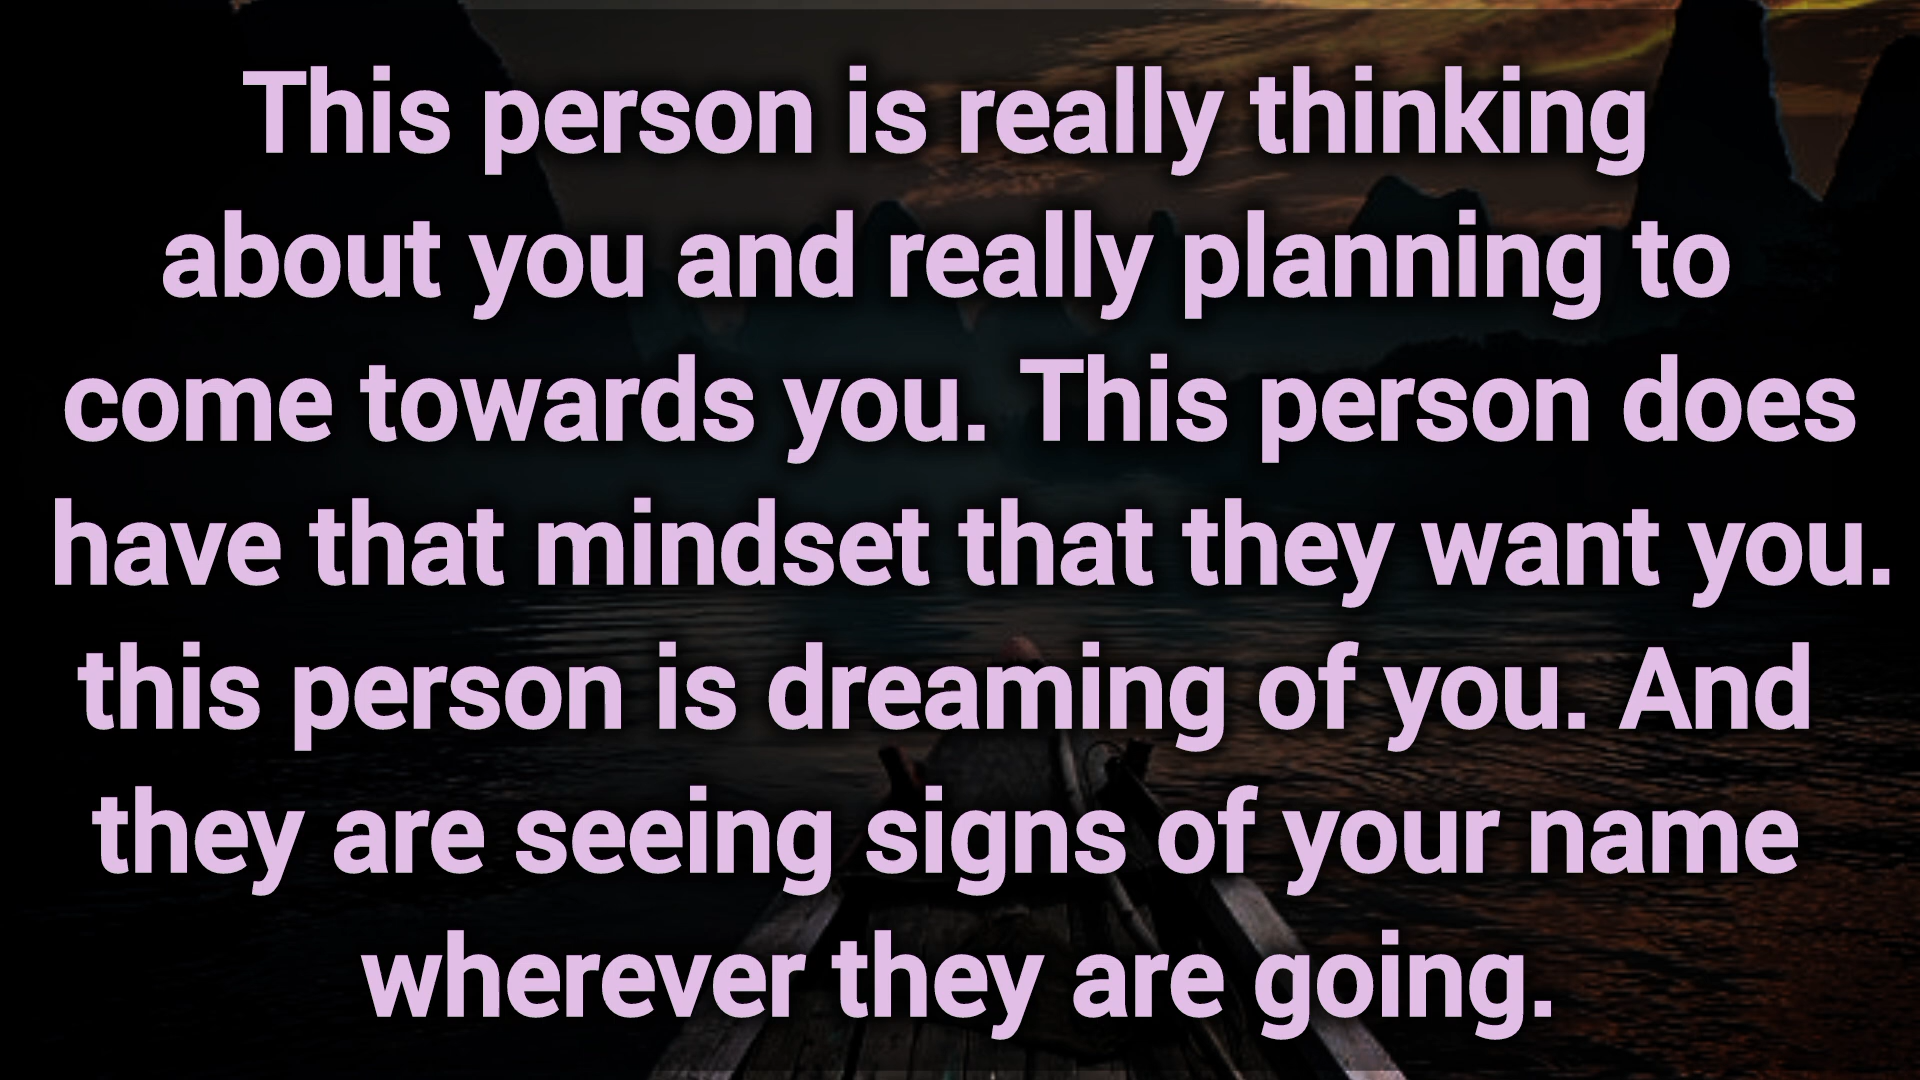 This person is really thinking
about you and really planning to
come towards you. This person does
have that mindset that they want you.
this person is dreaming of you. And
they are seeing signs of your name
wherever they are going.